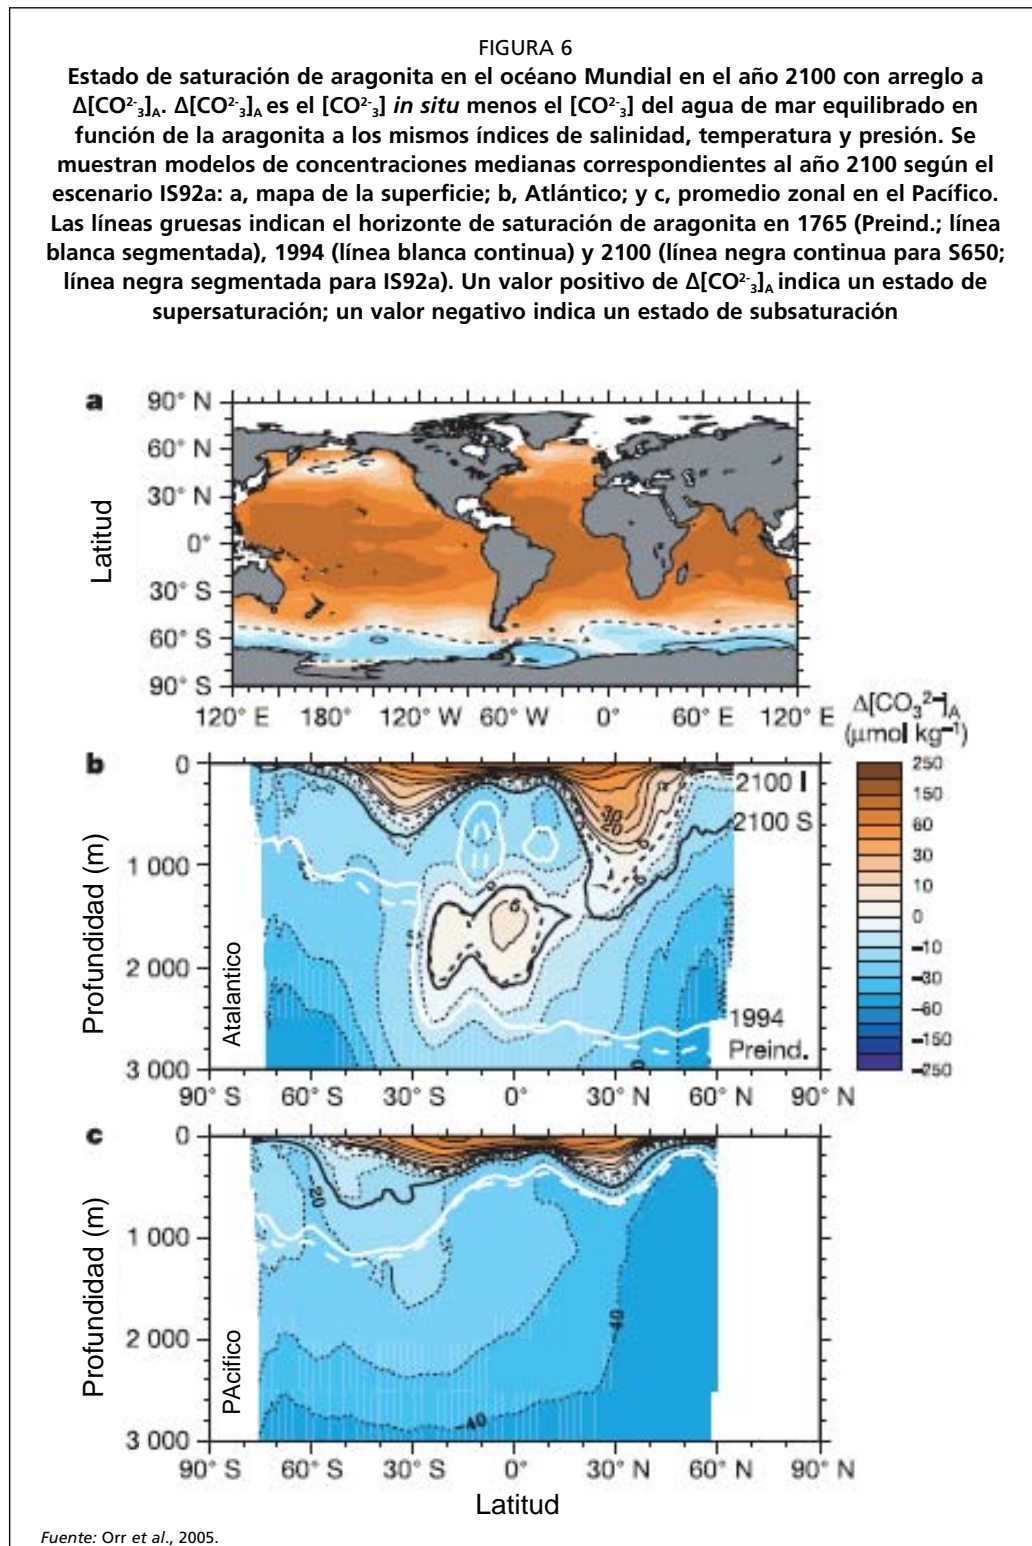 FIGURA 6
Estado de saturación de aragonita en el océano Mundial en el año 2100 con arreglo a
Δ[CO²⁻₃]A. Δ[CO²⁻₃]A es el [CO²⁻₃] in situ menos el [CO²⁻₃] del agua de mar equilibrado en
función de la aragonita a los mismos índices de salinidad, temperatura y presión. Se
muestran modelos de concentraciones medianas correspondientes al año 2100 según el
escenario IS92a: a, mapa de la superficie; b, Atlántico; y c, promedio zonal en el Pacífico.
Las líneas gruesas indican el horizonte de saturación de aragonita en 1765 (Preind.; línea
blanca segmentada), 1994 (línea blanca continua) y 2100 (línea negra continua para S650;
línea negra segmentada para IS92a). Un valor positivo de Δ[CO²⁻₃]A indica un estado de
supersaturación; un valor negativo indica un estado de subsaturación
a
Latitud
90° N
60° N
30° N
0°
30° S
60° S
90° S
120° E 180° 120° W 60° W 0° 60° E 120° E
Δ[CO₃²⁻]A
(μmol kg⁻¹)
250
150
60
30
10
0
-10
-30
-60
-150
-250
b
Profundidad (m)
Atalantico
0
1 000
2 000
3 000
2100 I
2100 S
1994
Preind.
30
20
0
0
6
90° S 60° S 30° S 0° 30° N 60° N 90° N
c
Profundidad (m)
PAcifico
0
1 000
2 000
3 000
-20
-40
-40
90° S 60° S 30° S 0° 30° N 60° N 90° N
Latitud
Fuente: Orr et al., 2005.